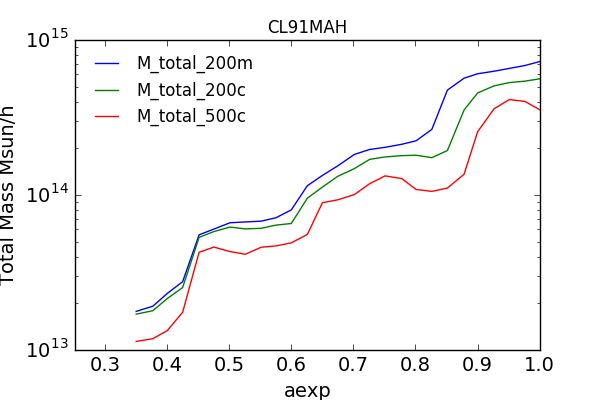 CL91MAH
10^15
10^14
10^13
Total Mass Msun/h
M_total_200m
M_total_200c
M_total_500c
0.3 0.4 0.5 0.6 0.7 0.8 0.9 1.0
aexp